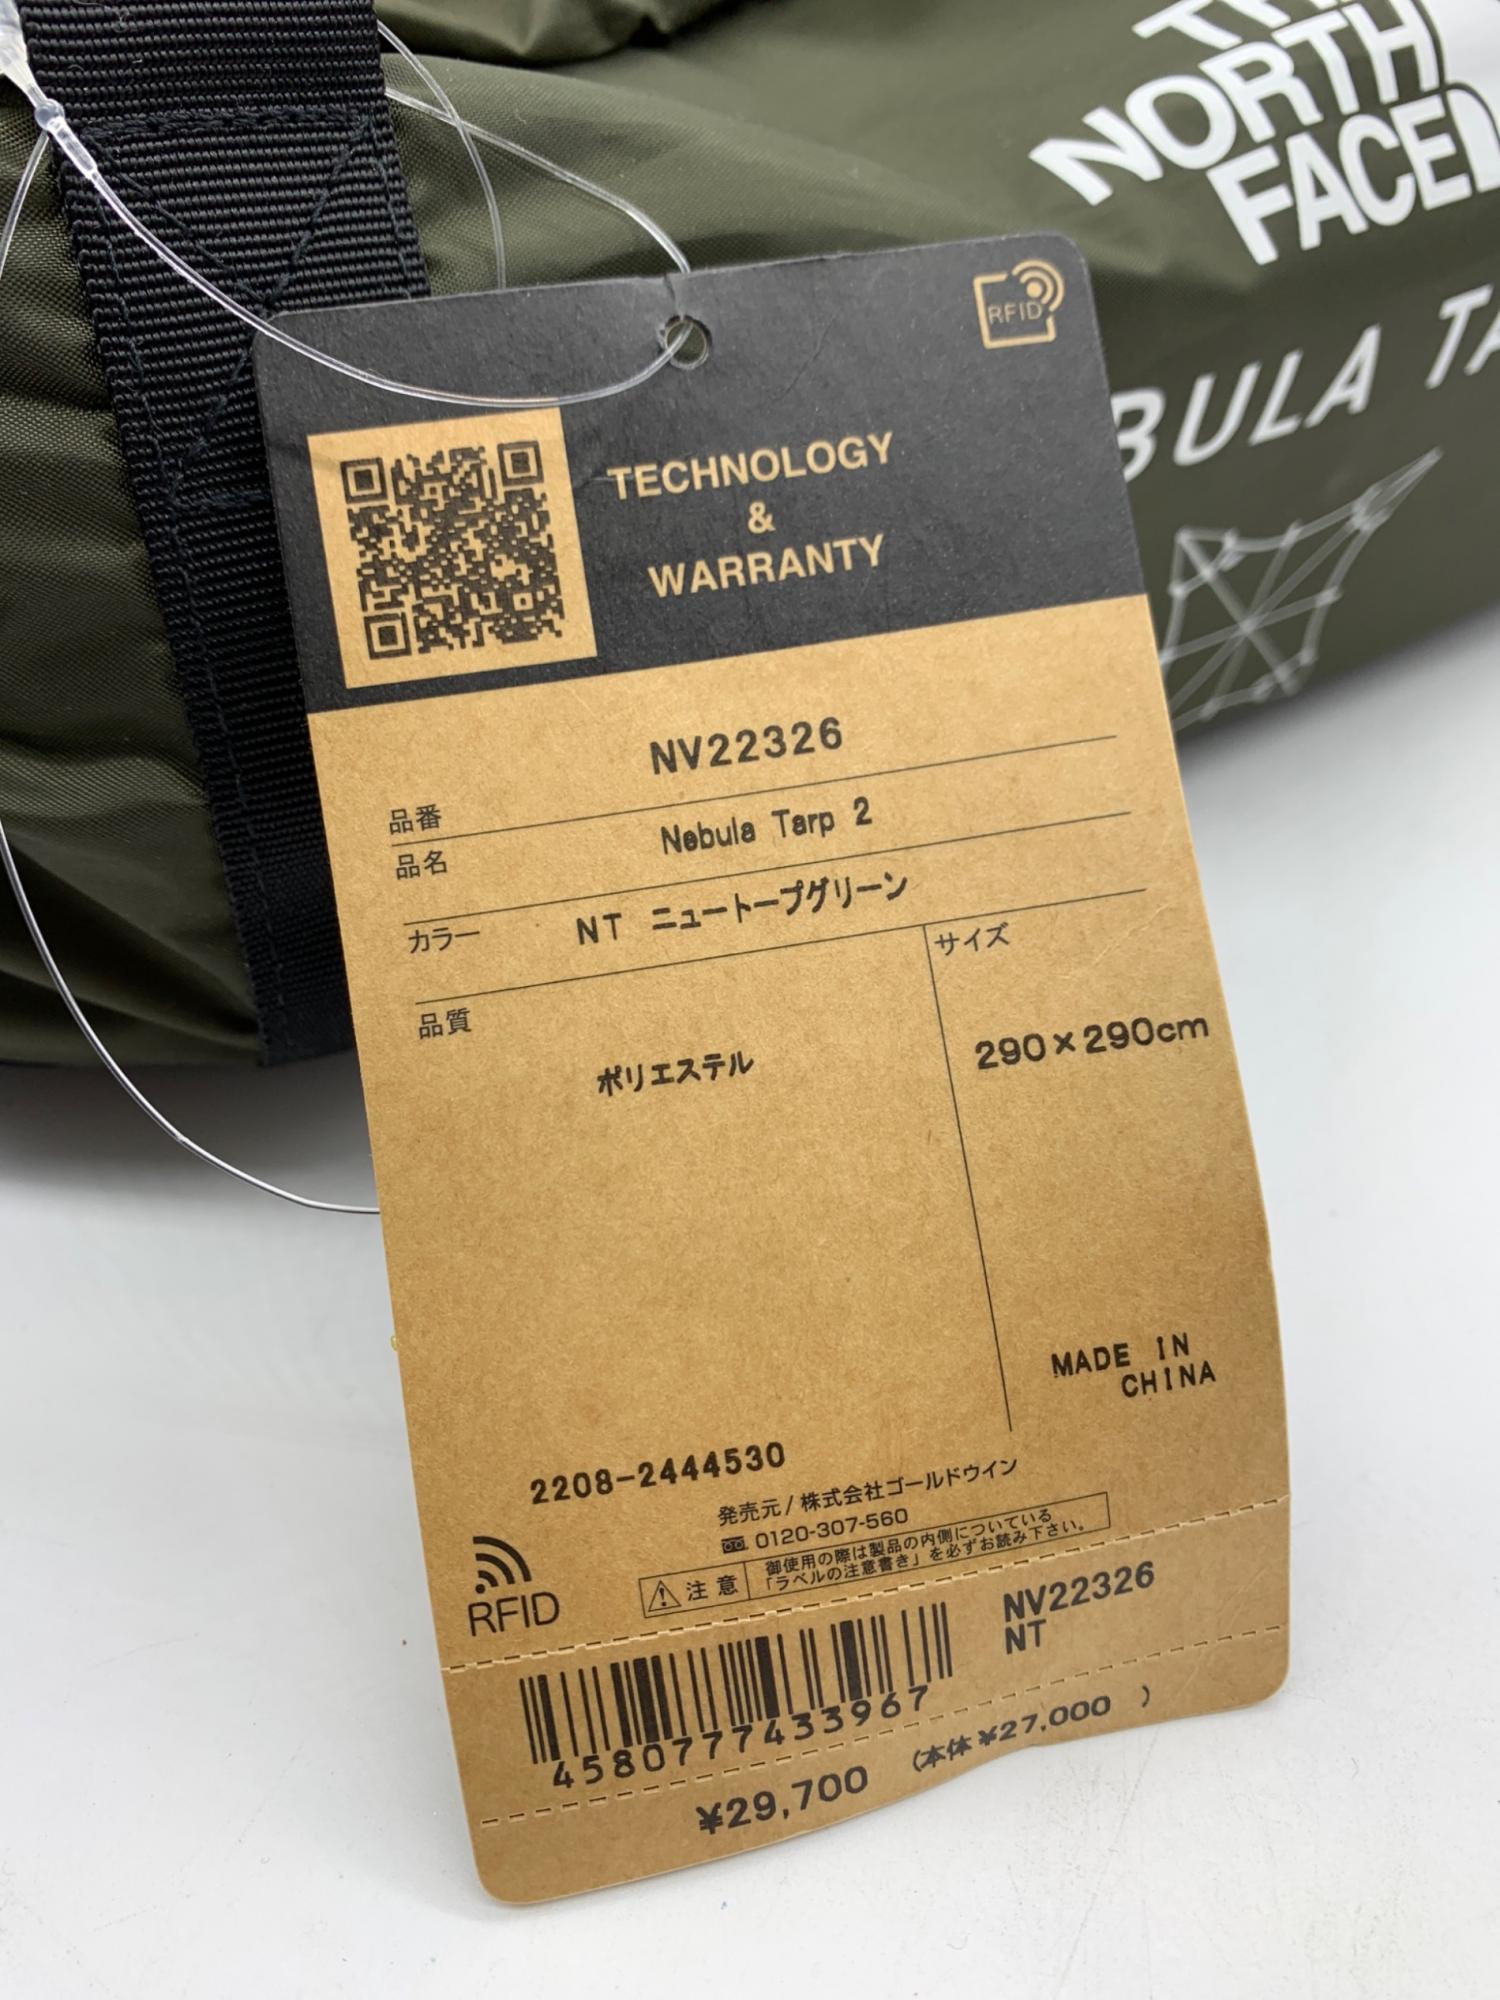 NORTH
FACE
BULA TA
RFID
TECHNOLOGY
&
WARRANTY
品番 NV22326
品名 Nebula Tarp 2
カラー NT ニュートープグリーン
品質
サイズ
ポリエステル
290×290cm
MADE IN
CHINA
2208-2444530
発売元/株式会社ゴールドウイン
0120-307-560
注意
御使用の際は製品の内側についている
「ラベルの注意書き」を必ずお読み下さい。
RFID
NV22326
NT
4580777433967
¥29,700 (本体¥27,000 )